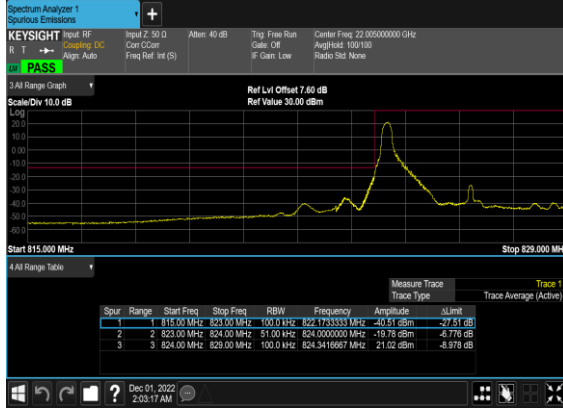 Spectrum Analyzer 1
Spurious Emissions
+
KEYSIGHT Input: RF Input Z: 50 Ω Atten: 40 dB Trig: Free Run Center Freq: 22.005000000 GHz
R T Coupling: DC Corr CCorr Gate: Off Avg|Hold: 100/100
Align: Auto Freq Ref: Int (S) IF Gain: Low Radio Std: None
PASS
3 All Range Graph
Ref Lvl Offset 7.60 dB
Scale/Div 10.0 dB Ref Value 30.00 dBm
Log
20.0
10.0
0.00
-10.0
-20.0
-30.0
-40.0
-50.0
-60.0
Start 815.000 MHz Stop 829.000 MH
4 All Range Table
Measure Trace Trace 1
Trace Type Trace Average (Active)
Spur Range Start Freq Stop Freq RBW Frequency Amplitude ΔLimit
1 1 815.00 MHz 823.00 MHz 100.0 kHz 822.1733333 MHz -40.51 dBm -27.51 dB
2 2 823.00 MHz 824.00 MHz 51.00 kHz 824.0000000 MHz -19.78 dBm -6.776 dB
3 3 824.00 MHz 829.00 MHz 100.0 kHz 824.3416667 MHz 21.02 dBm -8.978 dB
? Dec 01, 2022
2:03:17 AM